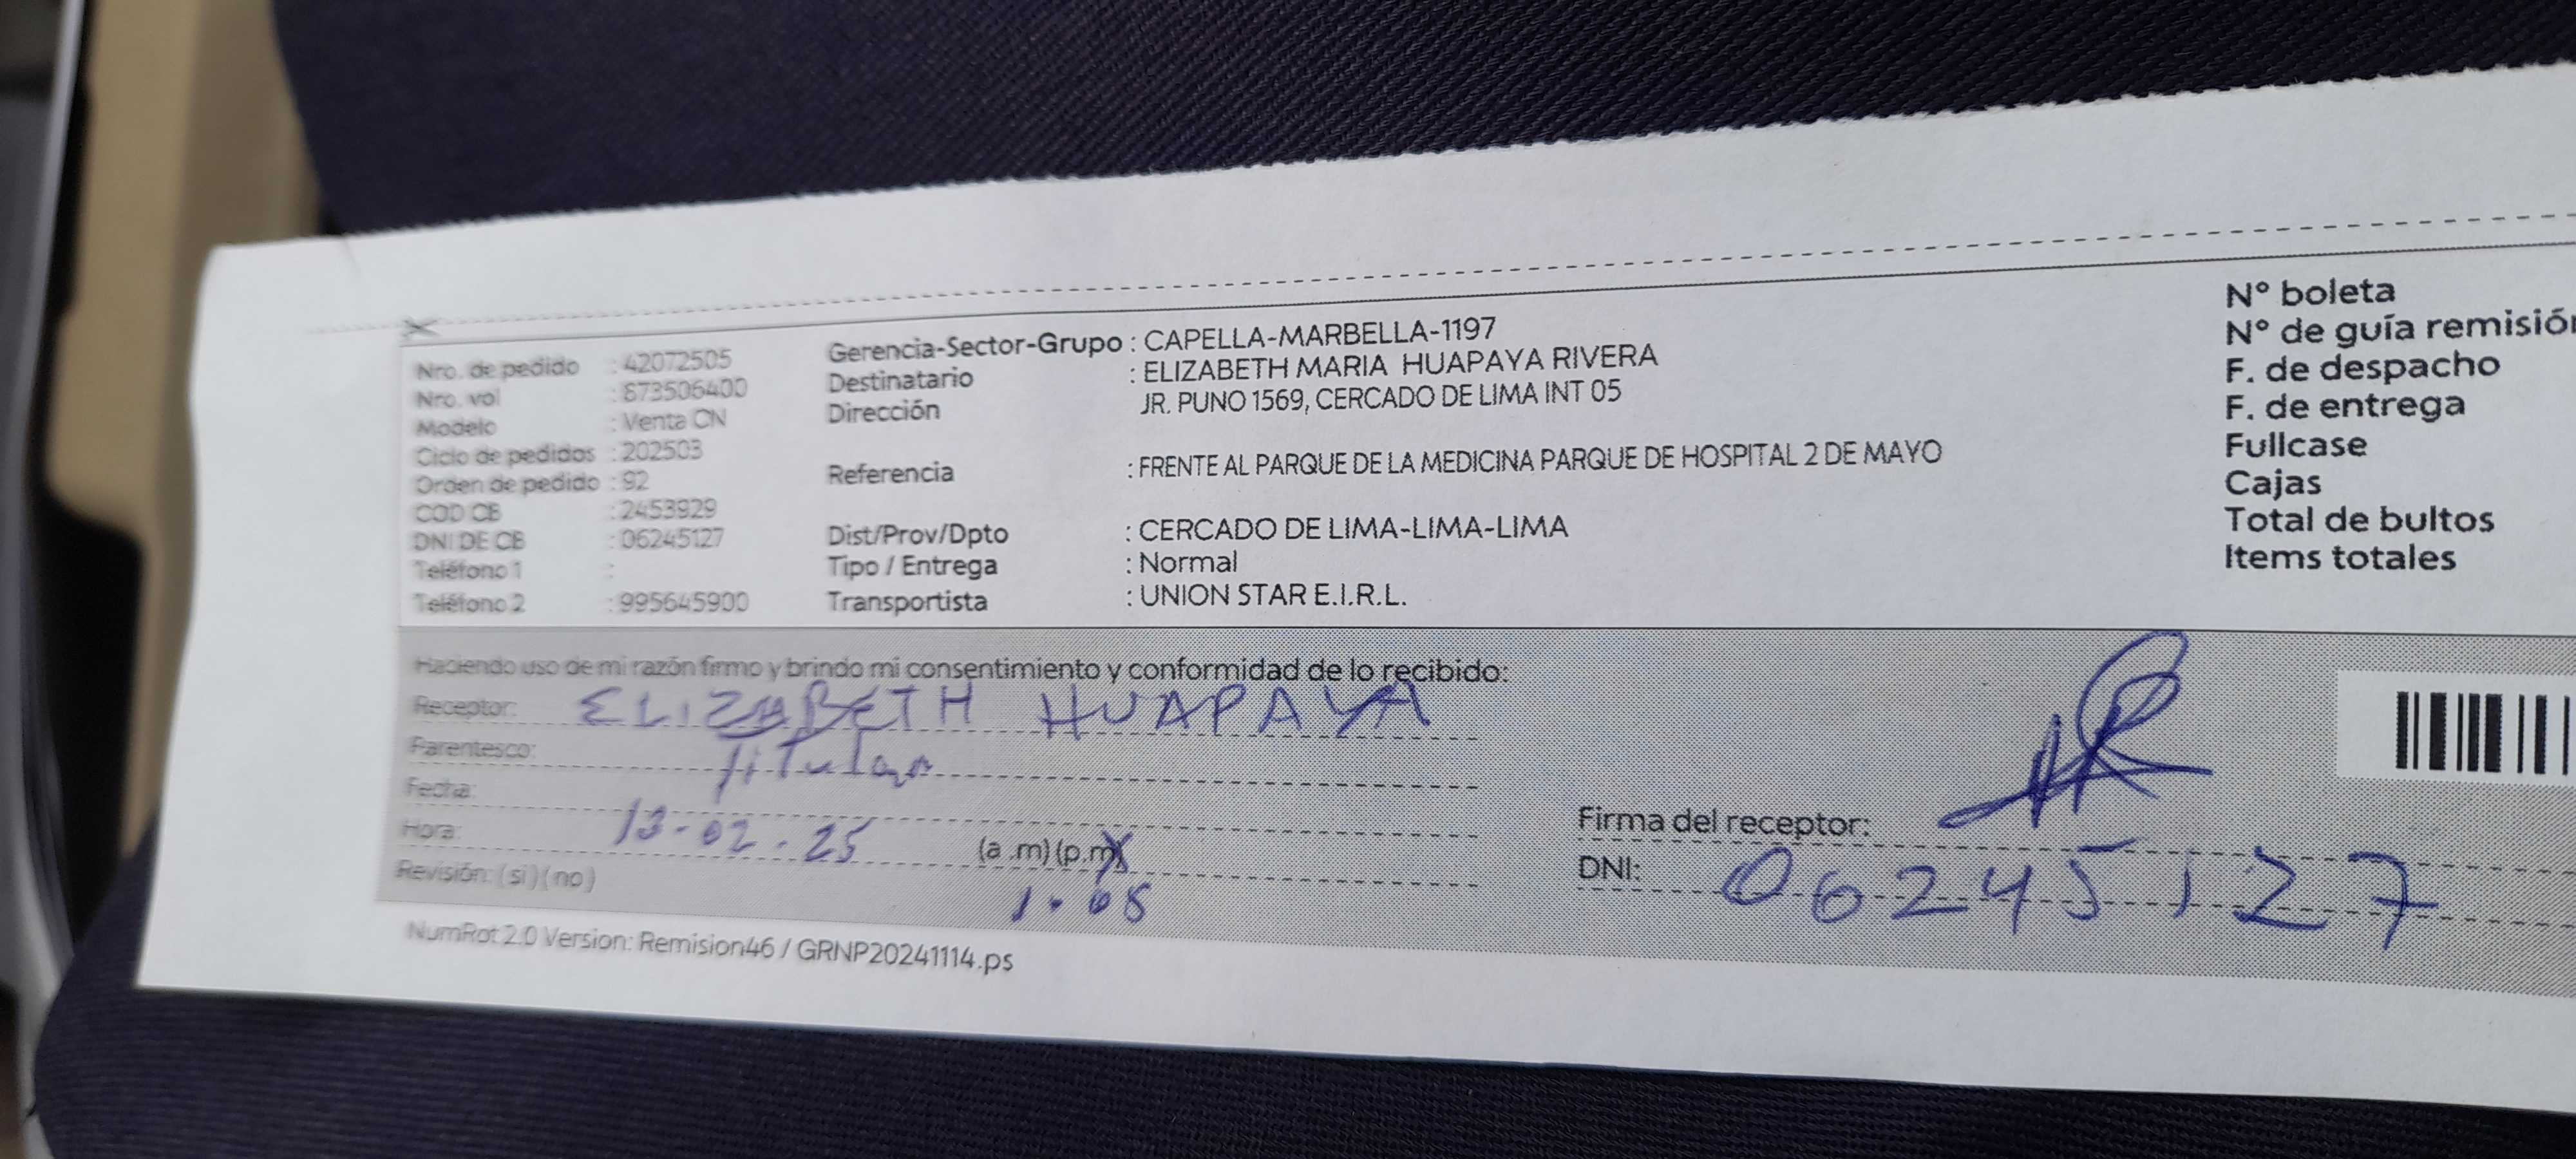 Nro. de pedido : 42072505
Nro. vol : 873506400
Modelo : Venta CN
Ciclo de pedidos : 202503
Orden de pedido : 92
COD CB : 2453929
DNI DE CB : 06245127
Teléfono 1 :
Teléfono 2 : 995645900
Gerencia-Sector-Grupo : CAPELLA-MARBELLA-1197
Destinatario : ELIZABETH MARIA HUAPAYA RIVERA
Dirección JR. PUNO 1569, CERCADO DE LIMA INT 05
Referencia : FRENTE AL PARQUE DE LA MEDICINA PARQUE DE HOSPITAL 2 DE MAYO
Dist/Prov/Dpto : CERCADO DE LIMA-LIMA-LIMA
Tipo / Entrega : Normal
Transportista : UNION STAR E.I.R.L.
N° boleta
N° de guía remisión
F. de despacho
F. de entrega
Fullcase
Cajas
Total de bultos
Items totales
Haciendo uso de mi razón firmo y brindo mi consentimiento y conformidad de lo recibido:
Receptor: ELIZABETH HUAPAYA
Parentesco: titular
Fecha: 13-02-25
Hora: (a .m) (p.m)
1.08
Revisión: ( si ) ( no )
Firma del receptor:
DNI: 06245127
NumRot 2.0 Version: Remision46 / GRNP20241114.ps